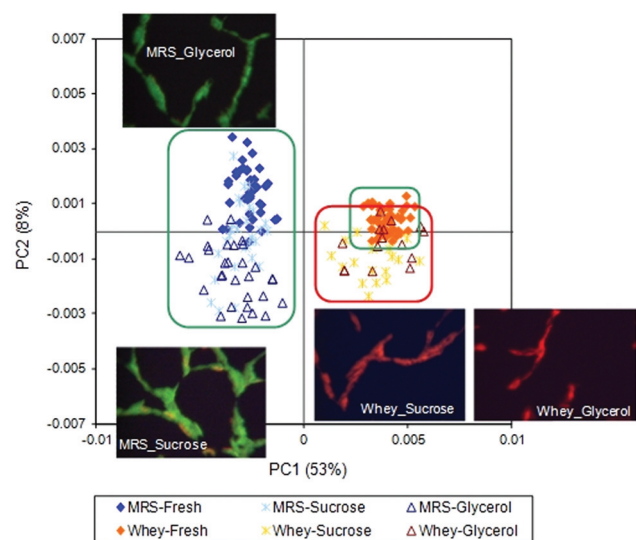 0.007
MRS_Glycerol
0.005
0.003
0.001
-0.001
-0.003
-0.005
-0.007
PC2 (8%)
MRS_Sucrose
Whey_Sucrose
Whey_Glycerol
-0.01 -0.005 0 0.005 0.01
PC1 (53%)
MRS-Fresh MRS-Sucrose MRS-Glycerol
Whey-Fresh Whey-Sucrose Whey-Glycerol